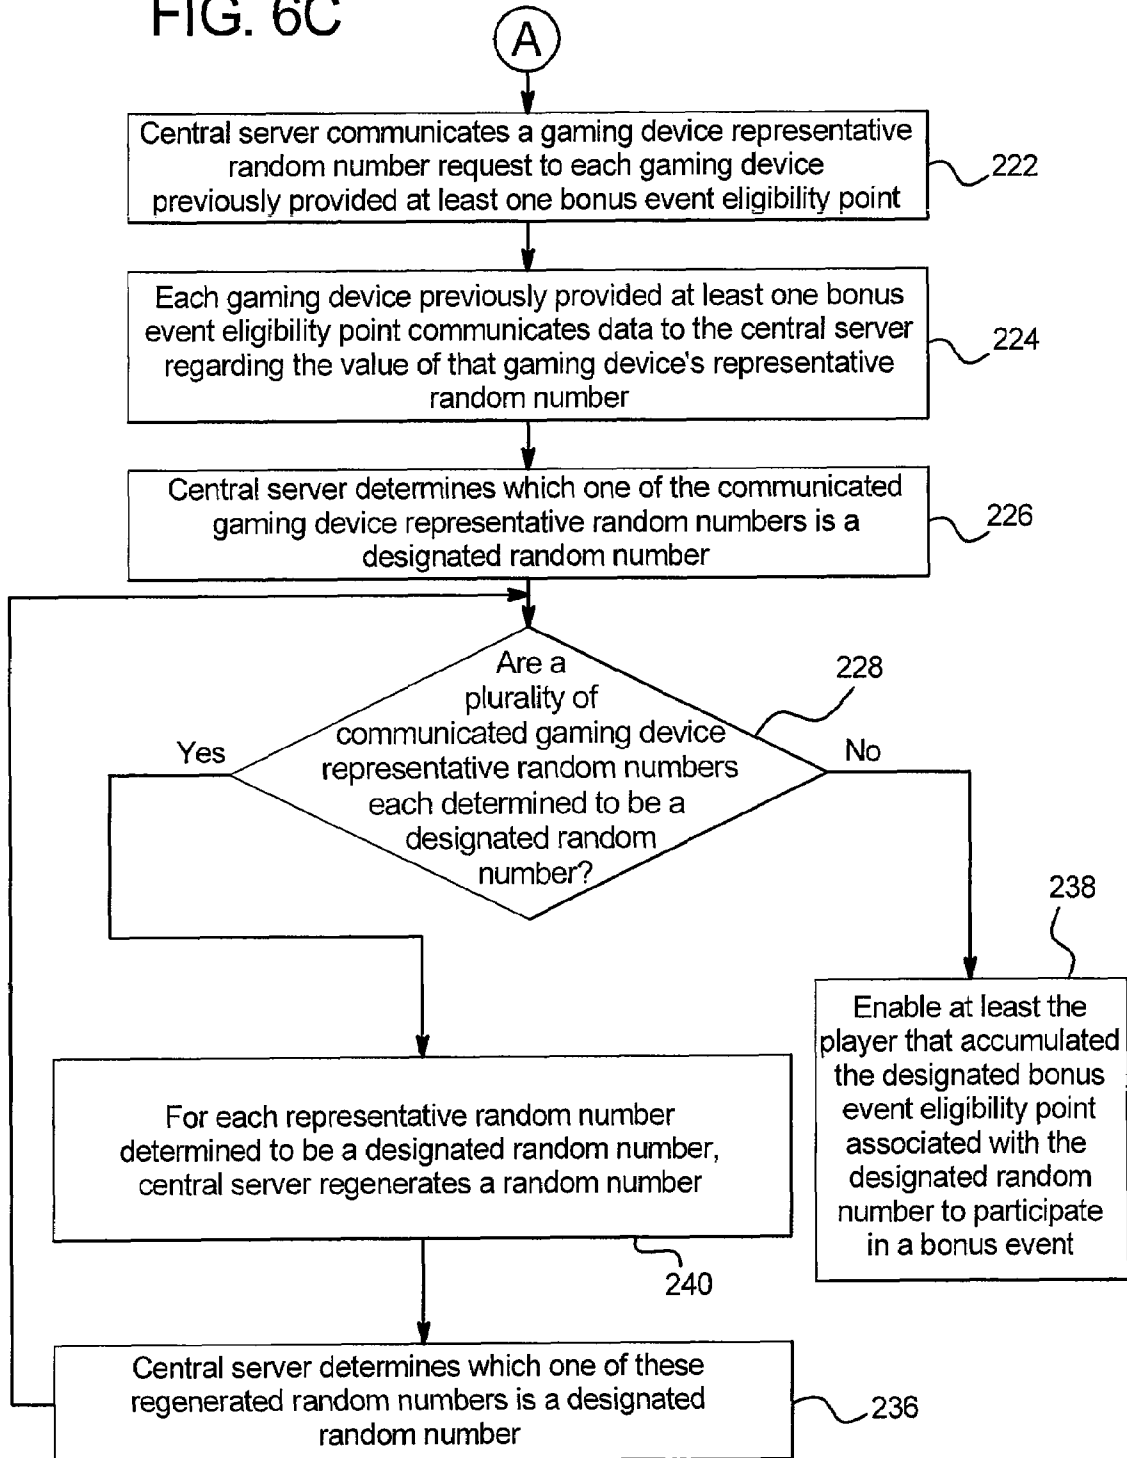 FIG. 6C
A
Central server communicates a gaming device representative
random number request to each gaming device
previously provided at least one bonus event eligibility point
222
Each gaming device previously provided at least one bonus
event eligibility point communicates data to the central server
regarding the value of that gaming device's representative
random number
224
Central server determines which one of the communicated
gaming device representative random numbers is a
designated random number
226
Are a
plurality of
communicated gaming device
representative random numbers
each determined to be a
designated random
number?
228
Yes
No
238
Enable at least the
player that accumulated
the designated bonus
event eligibility point
associated with the
designated random
number to participate
in a bonus event
For each representative random number
determined to be a designated random number,
central server regenerates a random number
240
Central server determines which one of these
regenerated random numbers is a designated
random number
236